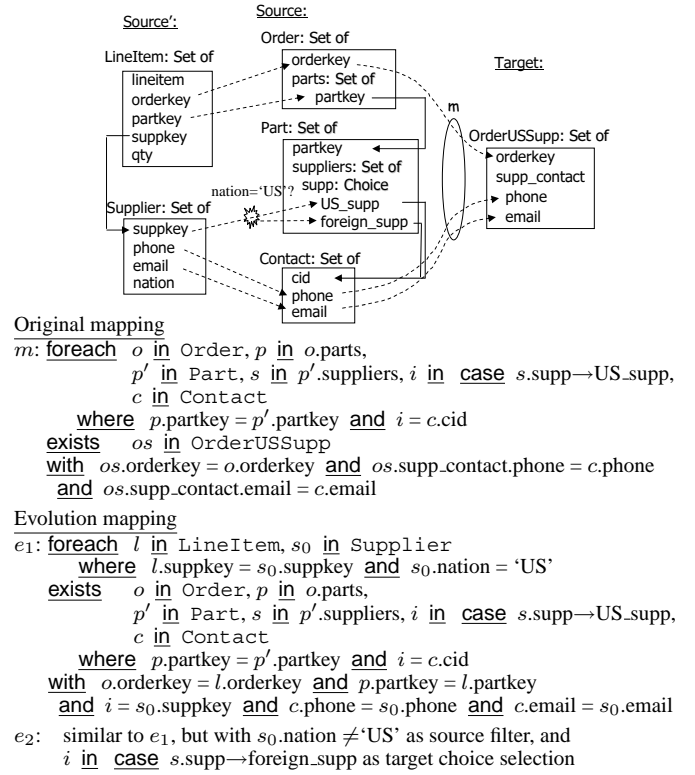 Source':
Source:
Target:
LineItem: Set of
lineitem
orderkey
partkey
suppkey
qty
Supplier: Set of
suppkey
phone
email
nation
nation='US'?
Order: Set of
orderkey
parts: Set of
partkey
Part: Set of
partkey
suppliers: Set of
supp: Choice
US_supp
foreign_supp
Contact: Set of
cid
phone
email
m
OrderUSSupp: Set of
orderkey
supp_contact
phone
email
Original mapping
m: foreach o in Order, p in o.parts,
p′ in Part, s in p′.suppliers, i in case s.supp→US_supp,
c in Contact
where p.partkey = p′.partkey and i = c.cid
exists os in OrderUSSupp
with os.orderkey = o.orderkey and os.supp_contact.phone = c.phone
and os.supp_contact.email = c.email
Evolution mapping
e₁: foreach l in LineItem, s₀ in Supplier
where l.suppkey = s₀.suppkey and s₀.nation = ‘US’
exists o in Order, p in o.parts,
p′ in Part, s in p′.suppliers, i in case s.supp→US_supp,
c in Contact
where p.partkey = p′.partkey and i = c.cid
with o.orderkey = l.orderkey and p.partkey = l.partkey
and i = s₀.suppkey and c.phone = s₀.phone and c.email = s₀.email
e₂: similar to e₁, but with s₀.nation ≠‘US’ as source filter, and
i in case s.supp→foreign_supp as target choice selection